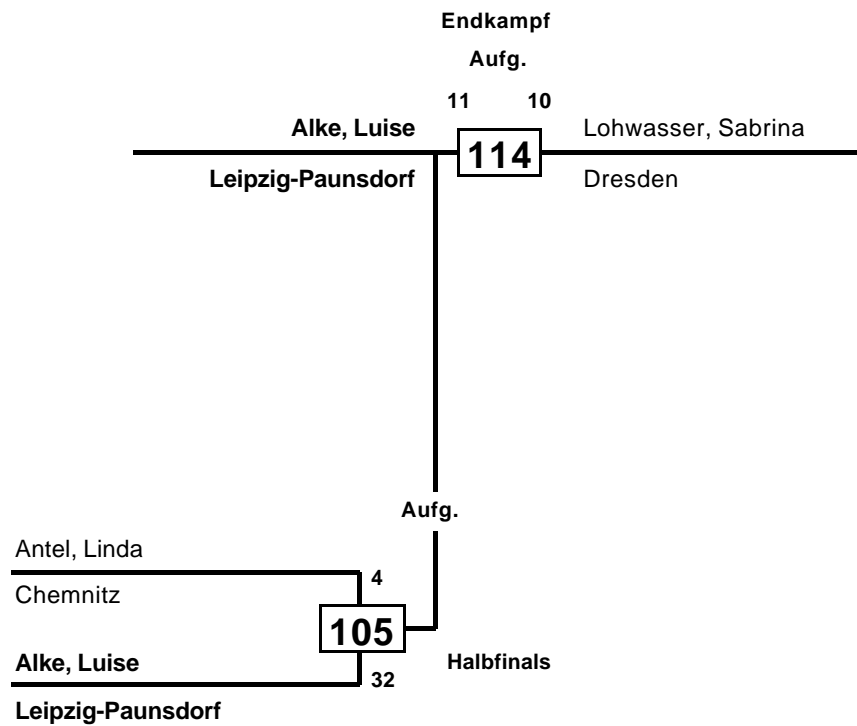 Endkampf
Aufg.
11 10
Alke, Luise 114 Lohwasser, Sabrina
Leipzig-Paunsdorf Dresden
Aufg.
Antel, Linda
4
Chemnitz
105
Alke, Luise Halbfinals
32
Leipzig-Paunsdorf